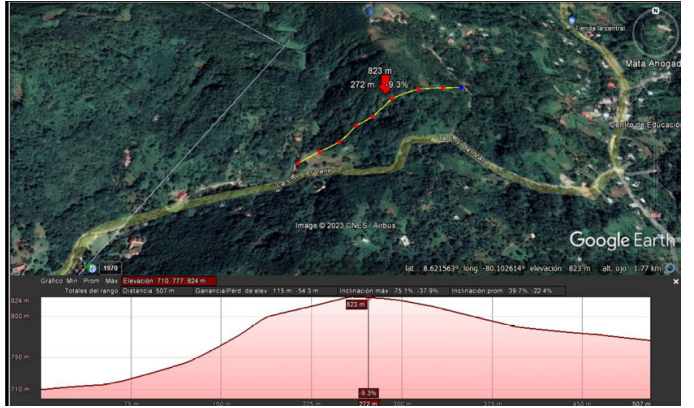 N
Tienda la central
Mata Ahogad
823 m
272 m -9.3%
Centro de Educación
Image © 2023 CNES / Airbus
Google Earth
1970
lat 8.621563° long -80.102614° elevación 823 m alt. ojo 1.77 km
Gráfico Mín Prom. Máx Elevación: 710, 777, 824 m
Totales del rango: Distancia: 507 m Ganancia/Pérd. de elev.: 115 m, -54.3 m Inclinación máx.: 75.1%, -37.9% Inclinación prom.: 39.7%, -22.4%
824 m
823 m
800 m
750 m
710 m
-9.3%
75 m 150 m 225 m 272 m 300 m 375 m 450 m 507 m